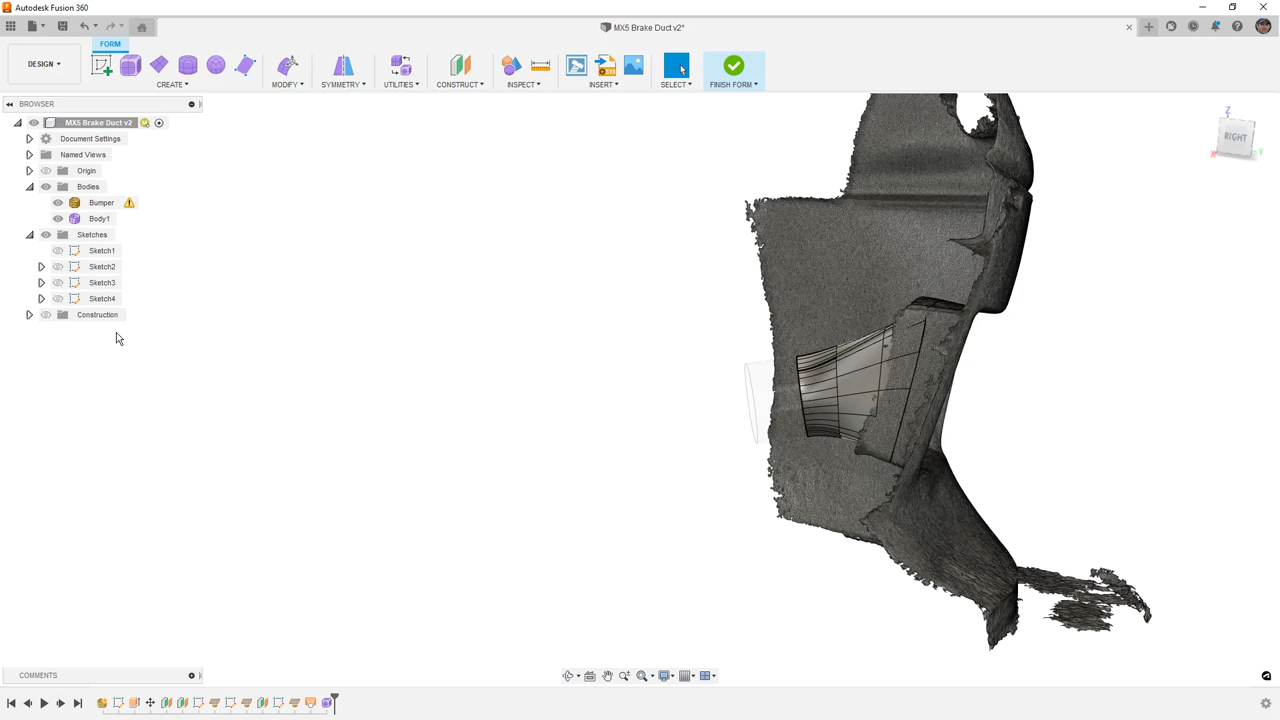 Autodesk Fusion 360
MX5 Brake Duct v2*
FORM
DESIGN
CREATE
MODIFY
SYMMETRY
UTILITIES
CONSTRUCT
INSPECT
INSERT
SELECT
FINISH FORM
BROWSER
MX5 Brake Duct v2
Document Settings
Named Views
Origin
Bodies
Bumper
Body1
Sketches
Sketch1
Sketch2
Sketch3
Sketch4
Construction
Z
RIGHT
X
Y
COMMENTS